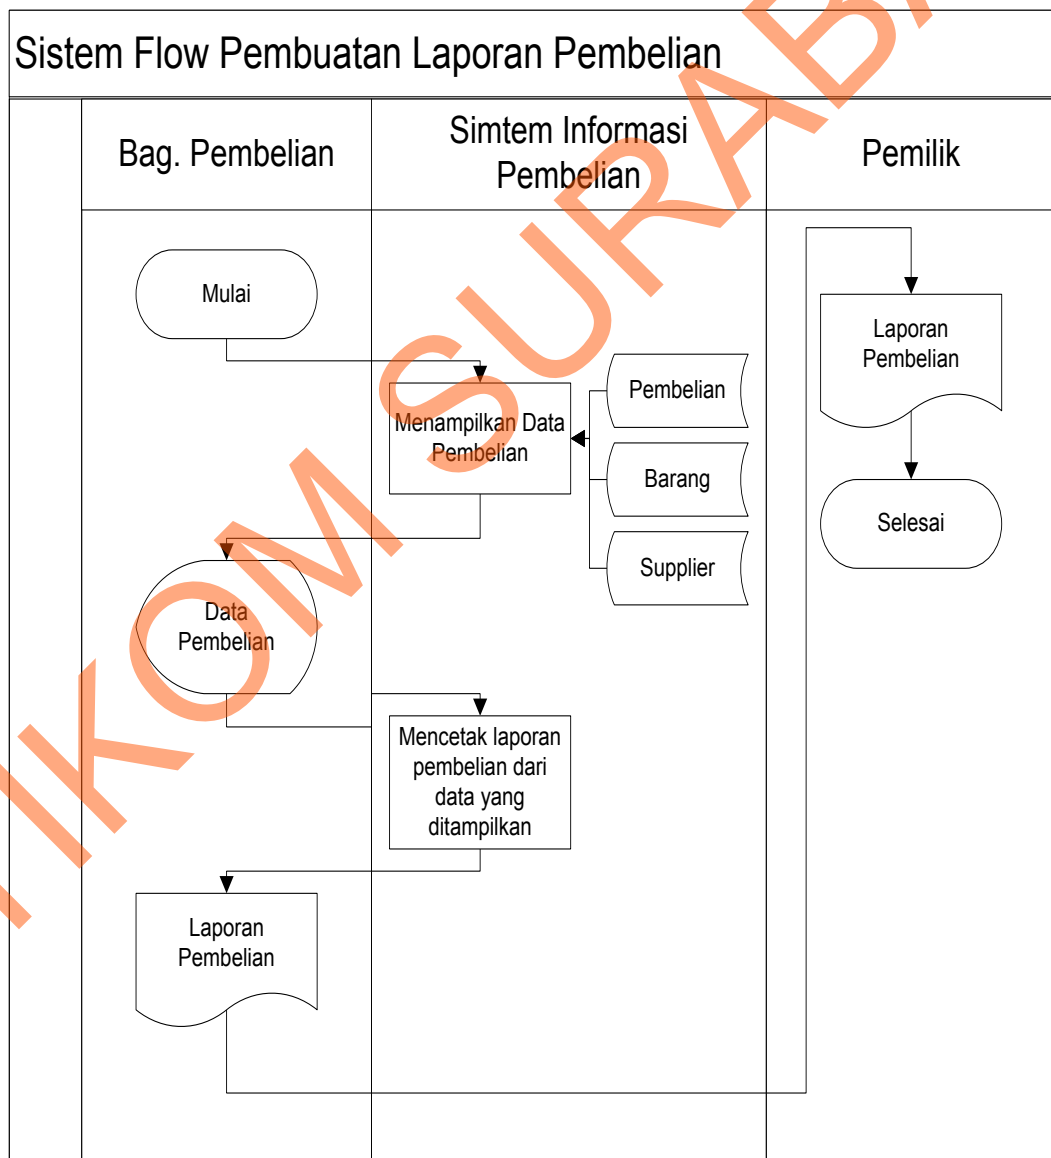 Sistem Flow Pembuatan Laporan Pembelian
Bag. Pembelian
Simtem Informasi
Pembelian
Pemilik
Mulai
Menampilkan Data
Pembelian
Pembelian
Barang
Supplier
Data
Pembelian
Mencetak laporan
pembelian dari
data yang
ditampilkan
Laporan
Pembelian
Laporan
Pembelian
Selesai
IKOM SURABA